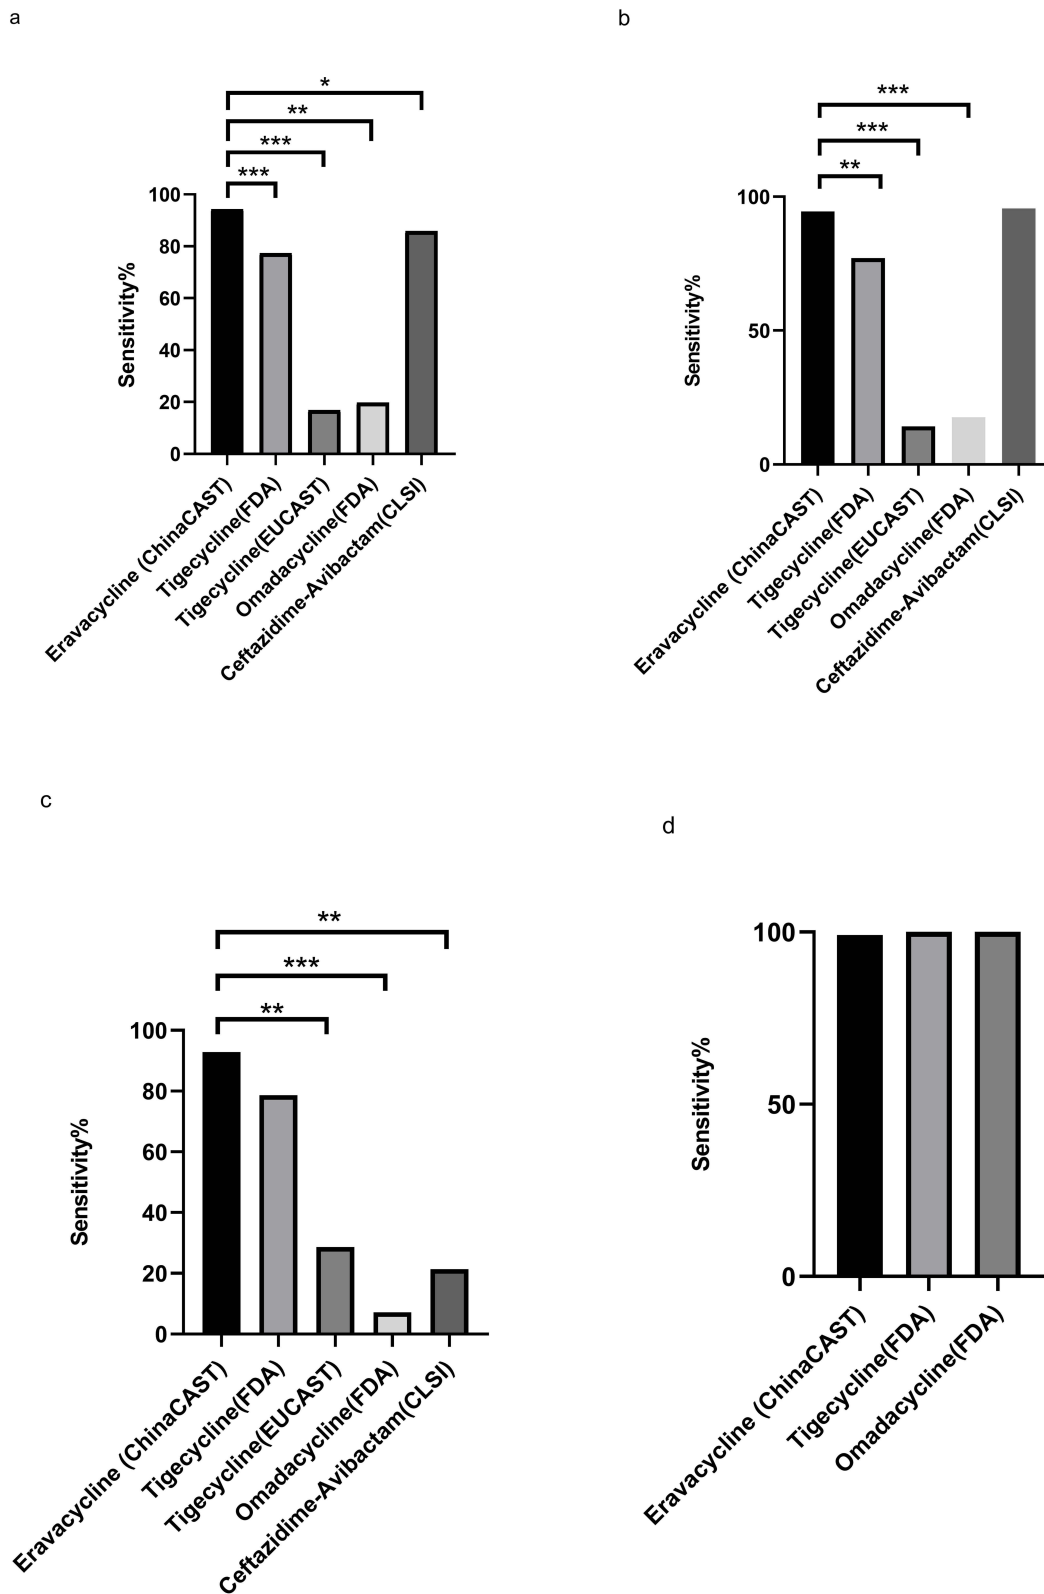 a
*
**
***
***
100
80
60
40
20
0
Sensitivity%
Eravacycline (ChinaCAST)
Tigecycline(FDA)
Tigecycline(EUCAST)
Omadacycline(FDA)
Ceftazidime-Avibactam(CLSI)
b
***
***
**
100
50
0
Sensitivity%
Eravacycline (ChinaCAST)
Tigecycline(FDA)
Tigecycline(EUCAST)
Omadacycline(FDA)
Ceftazidime-Avibactam(CLSI)
c
**
***
**
100
80
60
40
20
0
Sensitivity%
Eravacycline (ChinaCAST)
Tigecycline(FDA)
Tigecycline(EUCAST)
Omadacycline(FDA)
Ceftazidime-Avibactam(CLSI)
d
100
50
0
Sensitivity%
Eravacycline (ChinaCAST)
Tigecycline(FDA)
Omadacycline(FDA)